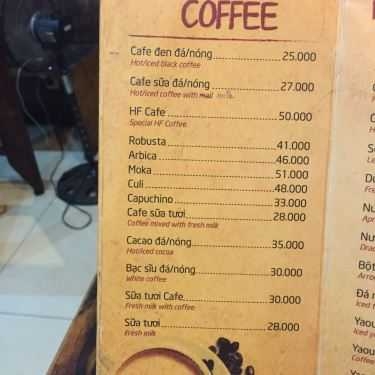 COFFEE
Cafe đen đá/nóng 25.000
Hot/iced black coffee
Cafe sữa đá/nóng 27.000
Hot/iced coffee with
HF Cafe 50.000
Special HF Coffee
Robusta 41.000
Arbica 46.000
Moka 51.000
Culi 48.000
Capuchino 33.000
Cafe sữa tươi 28.000
Coffee mixed with fresh milk
Cacao đá/nóng 35.000
Hot/iced cocoa
Bạc sĩu đá/nóng 30.000
White coffee
Sữa tươi Cafe 30.000
Fresh milk with coffee
Sữa tươi 28.000
Fresh milk